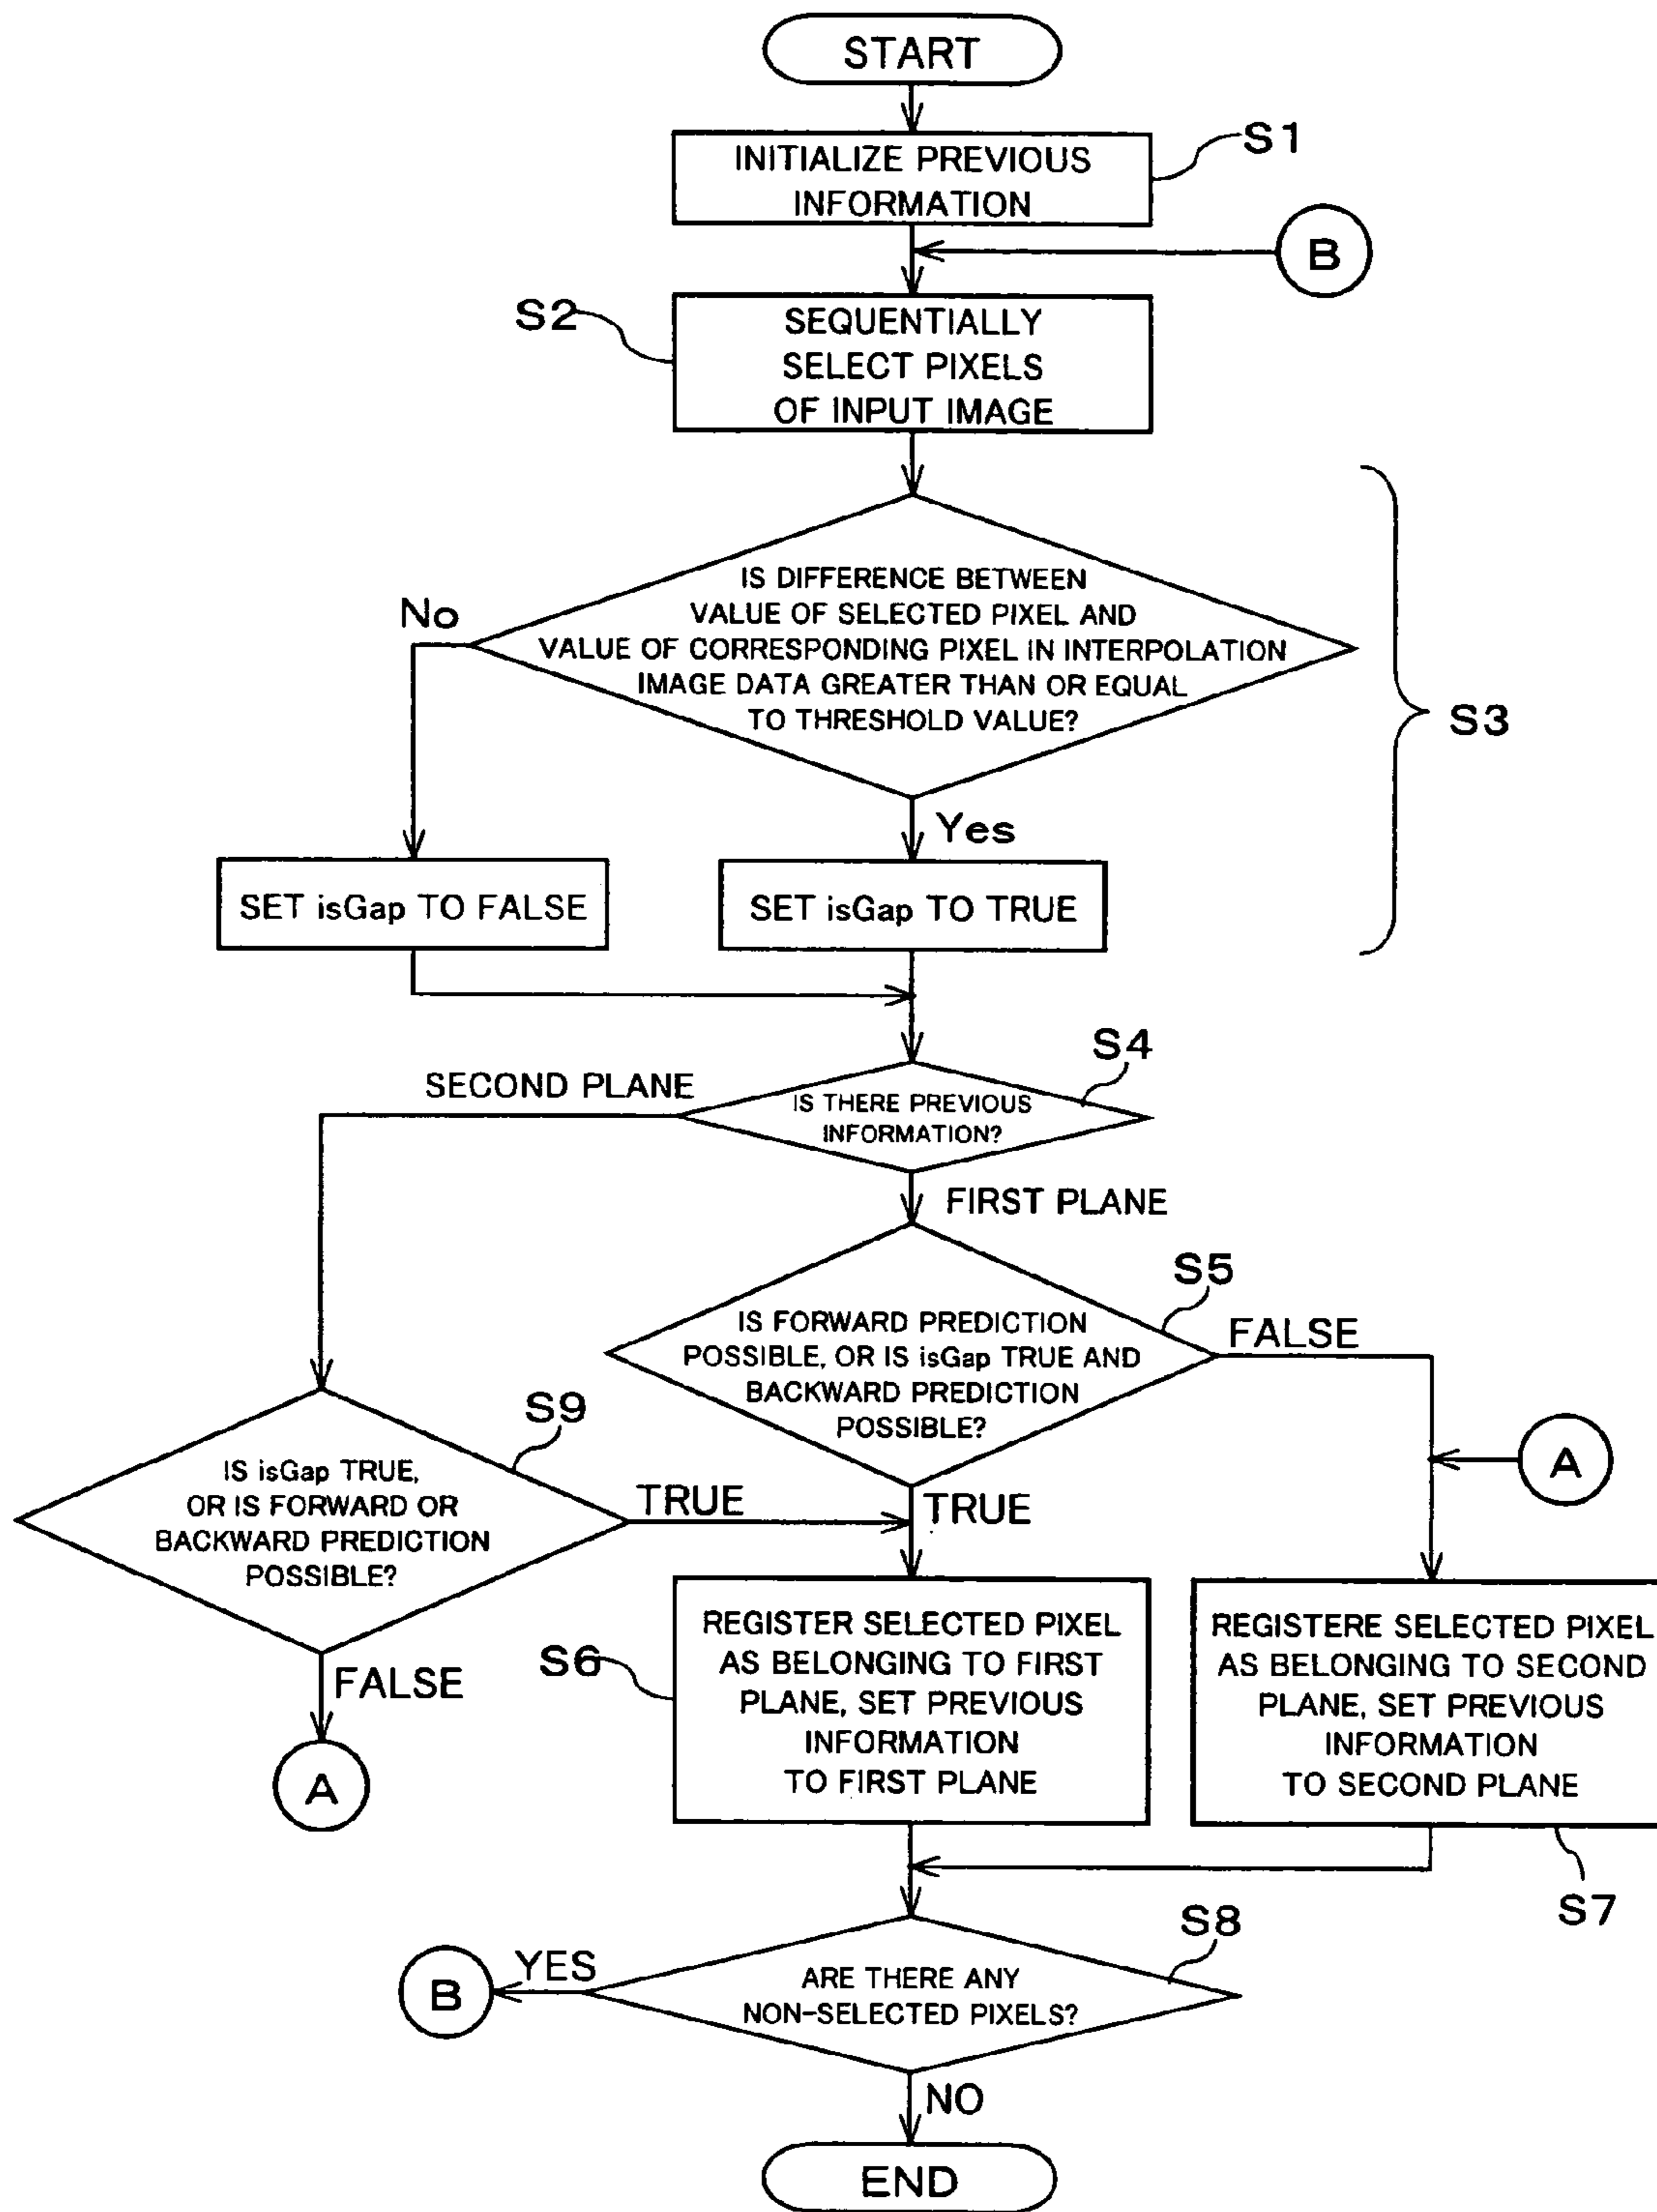 START
INITIALIZE PREVIOUS
INFORMATION
S1
B
S2
SEQUENTIALLY
SELECT PIXELS
OF INPUT IMAGE
IS DIFFERENCE BETWEEN
VALUE OF SELECTED PIXEL AND
VALUE OF CORRESPONDING PIXEL IN INTERPOLATION
IMAGE DATA GREATER THAN OR EQUAL
TO THRESHOLD VALUE?
No
S3
Yes
SET isGap TO FALSE
SET isGap TO TRUE
S4
SECOND PLANE
IS THERE PREVIOUS
INFORMATION?
FIRST PLANE
S5
IS FORWARD PREDICTION
POSSIBLE, OR IS isGap TRUE AND
BACKWARD PREDICTION
POSSIBLE?
FALSE
A
S9
IS isGap TRUE,
OR IS FORWARD OR
BACKWARD PREDICTION
POSSIBLE?
TRUE
TRUE
FALSE
A
S6
REGISTER SELECTED PIXEL
AS BELONGING TO FIRST
PLANE, SET PREVIOUS
INFORMATION
TO FIRST PLANE
REGISTERE SELECTED PIXEL
AS BELONGING TO SECOND
PLANE, SET PREVIOUS
INFORMATION
TO SECOND PLANE
S7
S8
ARE THERE ANY
NON-SELECTED PIXELS?
YES
B
NO
END